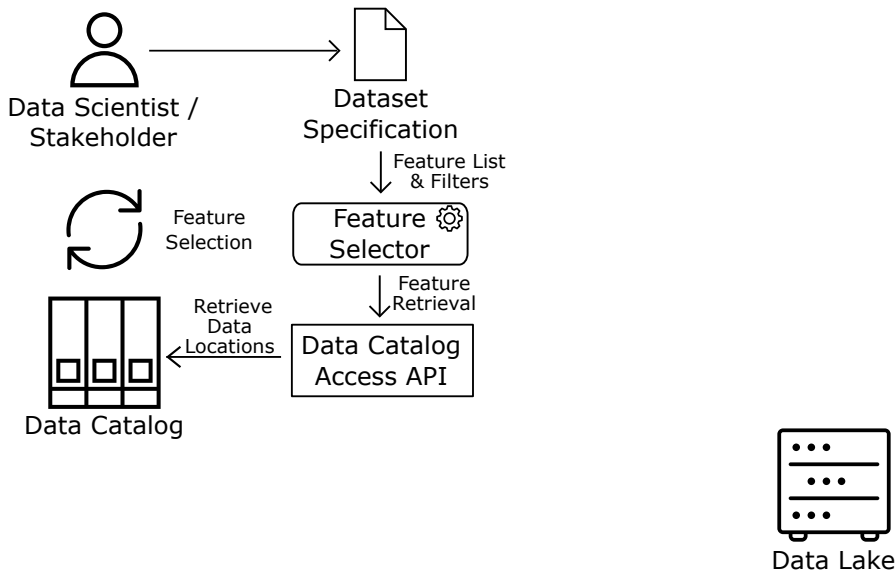 Data Scientist /
Stakeholder
Dataset
Specification
Feature List
& Filters
Feature
Selection
Feature
Selector
Feature
Retrieval
Retrieve
Data
Locations
Data Catalog
Access API
Data Catalog
Data Lake